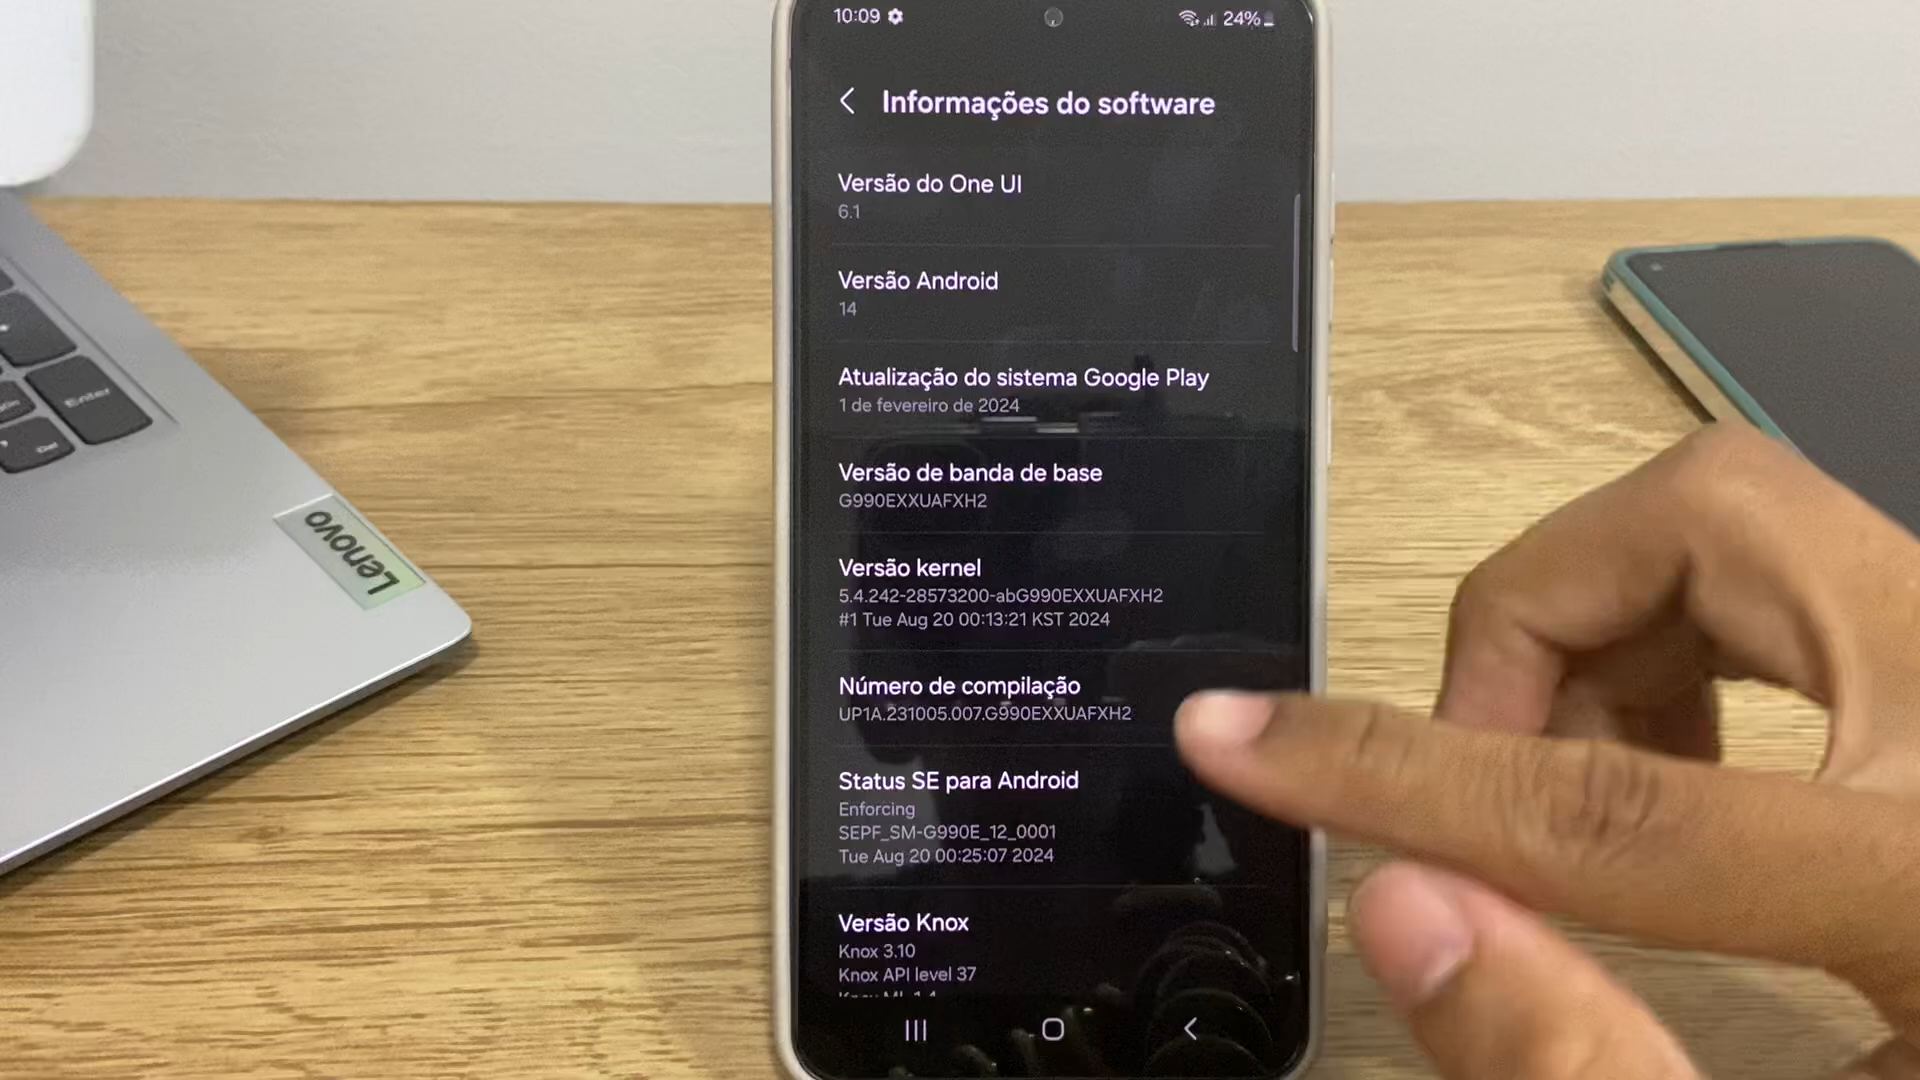 10:09
24%
Informações do software
Versão do One UI
6.1
Versão Android
14
Atualização do sistema Google Play
1 de fevereiro de 2024
Versão de banda de base
G990EXXUAFXH2
Versão kernel
5.4.242-28573200-abG990EXXUAFXH2
#1 Tue Aug 20 00:13:21 KST 2024
Número de compilação
UP1A.231005.007.G990EXXUAFXH2
Status SE para Android
Enforcing
SEPF_SM-G990E_12_0001
Tue Aug 20 00:25:07 2024
Versão Knox
Knox 3.10
Knox API level 37
Enter
Lenovo